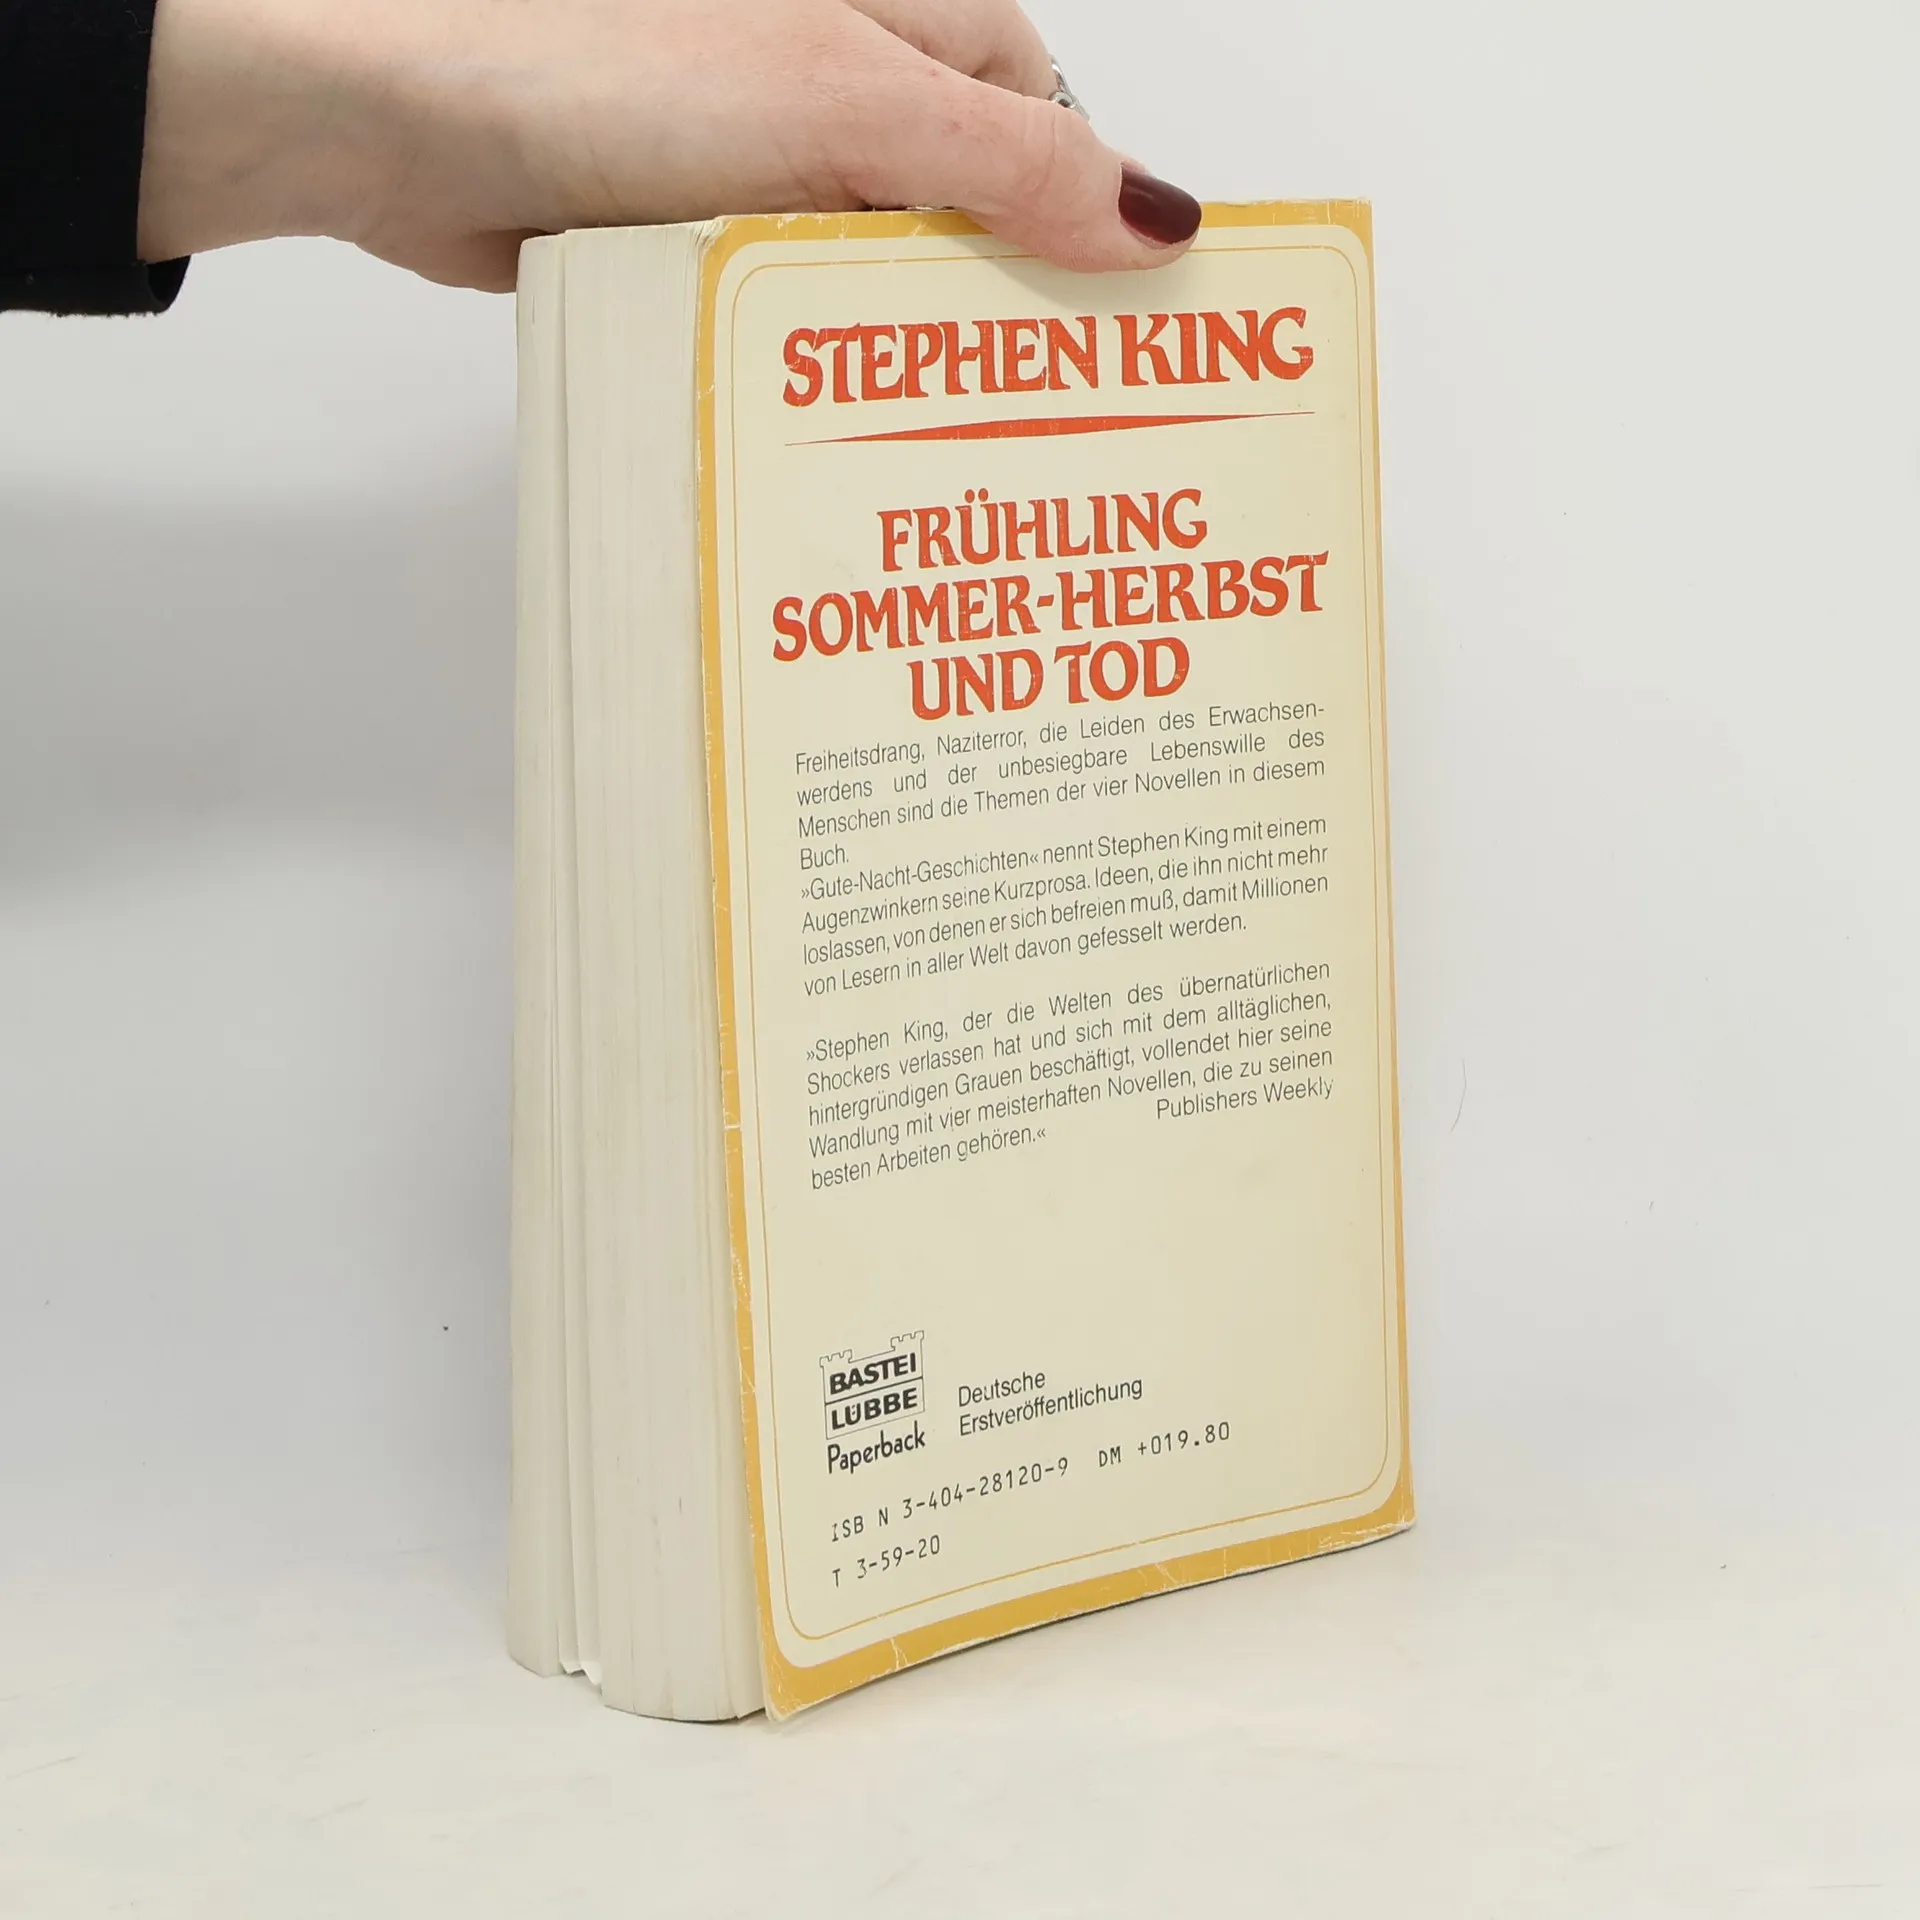 STEPHEN KING
FRÜHLING
SOMMER-HERBST
UND TOD
Freiheitsdrang, Naziterror, die Leiden des Erwachsen-
werdens und der unbesiegbare Lebenswille des
Menschen sind die Themen der vier Novellen in diesem
Buch.
»Gute-Nacht-Geschichten« nennt Stephen King mit einem
Augenzwinkern seine Kurzprosa. Ideen, die ihn nicht mehr
loslassen, von denen er sich befreien muß, damit Millionen
von Lesern in aller Welt davon gefesselt werden.
»Stephen King, der die Welten des übernatürlichen
Shockers verlassen hat und sich mit dem alltäglichen,
hintergründigen Grauen beschäftigt, vollendet hier seine
Wandlung mit vier meisterhaften Novellen, die zu seinen
besten Arbeiten gehören.« Publishers Weekly
BASTEI
LÜBBE
Paperback
Deutsche
Erstveröffentlichung
ISB N 3-404-28120-9 DM +019.80
T 3-59-20